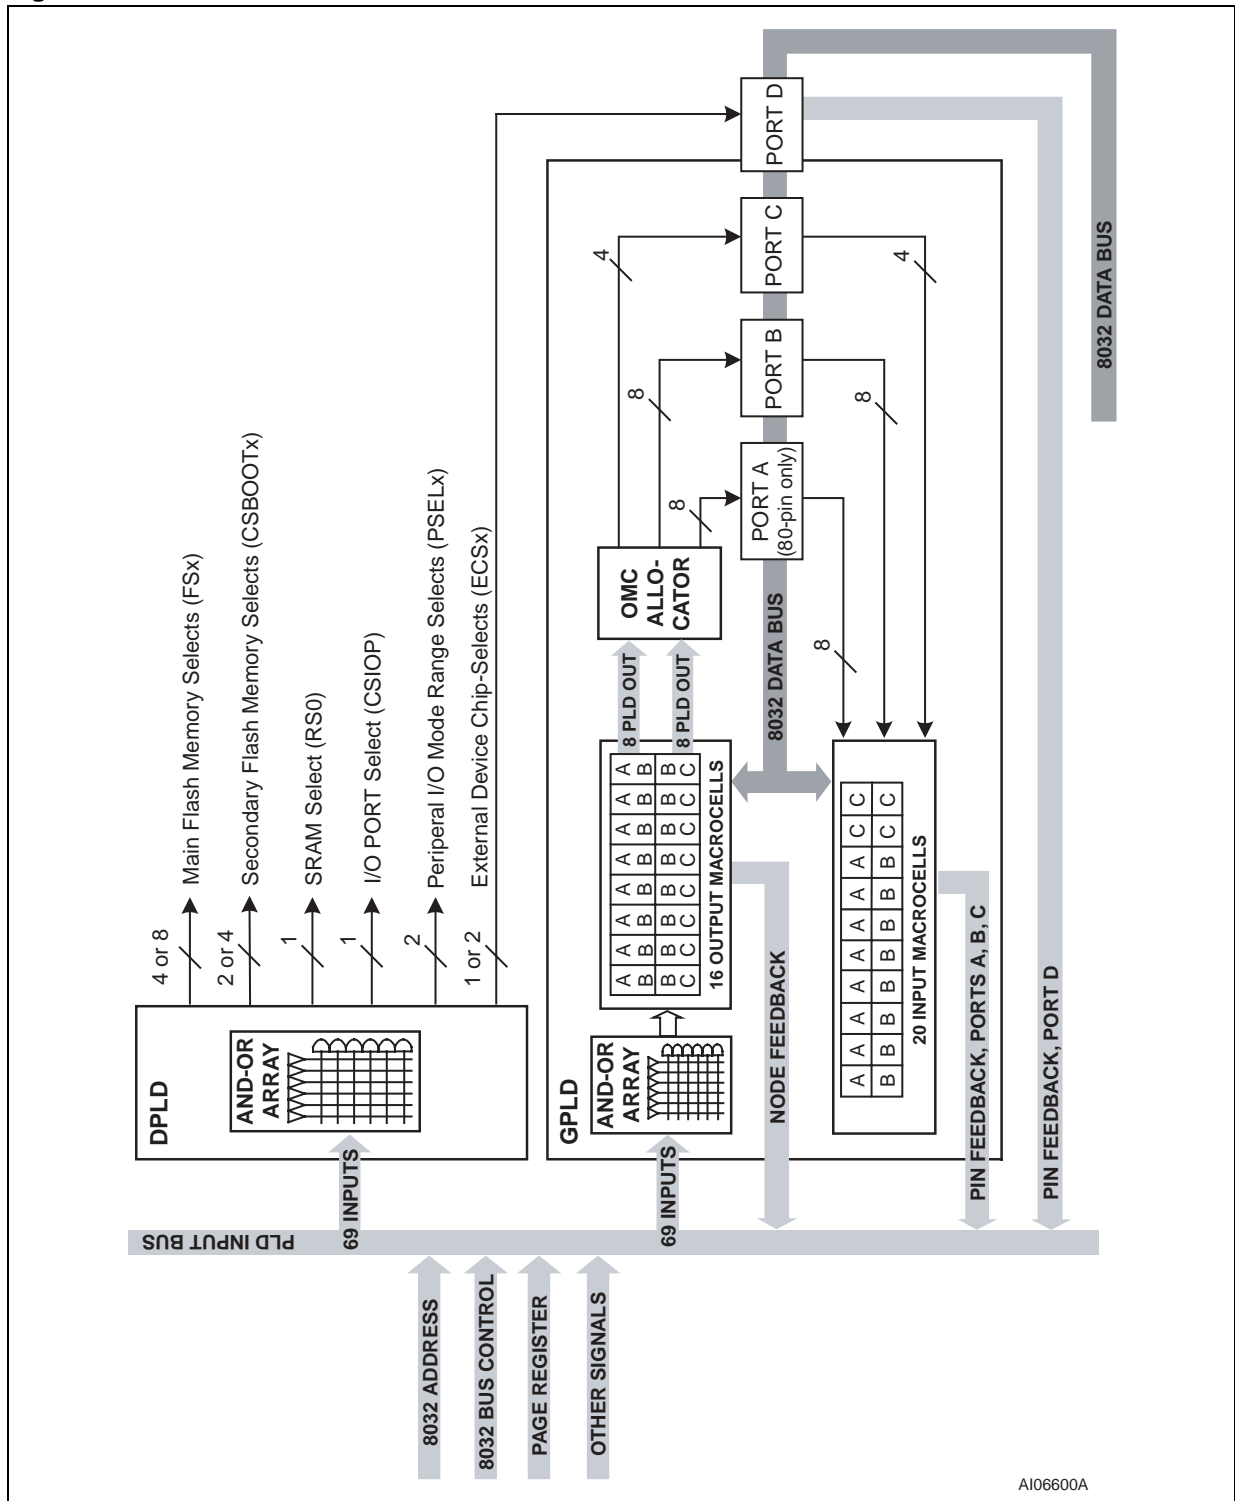 DPLD
AND-OR
ARRAY
69 INPUTS
PLD INPUT BUS
4 or 8
Main Flash Memory Selects (FSx)
2 or 4
Secondary Flash Memory Selects (CSBOOTx)
1
SRAM Select (RS0)
1
I/O PORT Select (CSIOP)
2
Periperal I/O Mode Range Selects (PSELx)
1 or 2
External Device Chip-Selects (ECSx)
8032 ADDRESS
8032 BUS CONTROL
PAGE REGISTER
OTHER SIGNALS
GPLD
AND-OR
ARRAY
69 INPUTS
A A A A A A A A
B B B B B B B B
B B B B B B B B
C C C C C C C C
16 OUTPUT MACROCELLS
8 PLD OUT
8 PLD OUT
OMC
ALLO-
CATOR
8
8
4
PORT A
(80-pin only)
PORT B
PORT C
PORT D
8032 DATA BUS
8
8
4
NODE FEEDBACK
A A A A A A A A C C
B B B B B B B B C C
20 INPUT MACROCELLS
PIN FEEDBACK, PORTS A, B, C
PIN FEEDBACK, PORT D
8032 DATA BUS
AI06600A